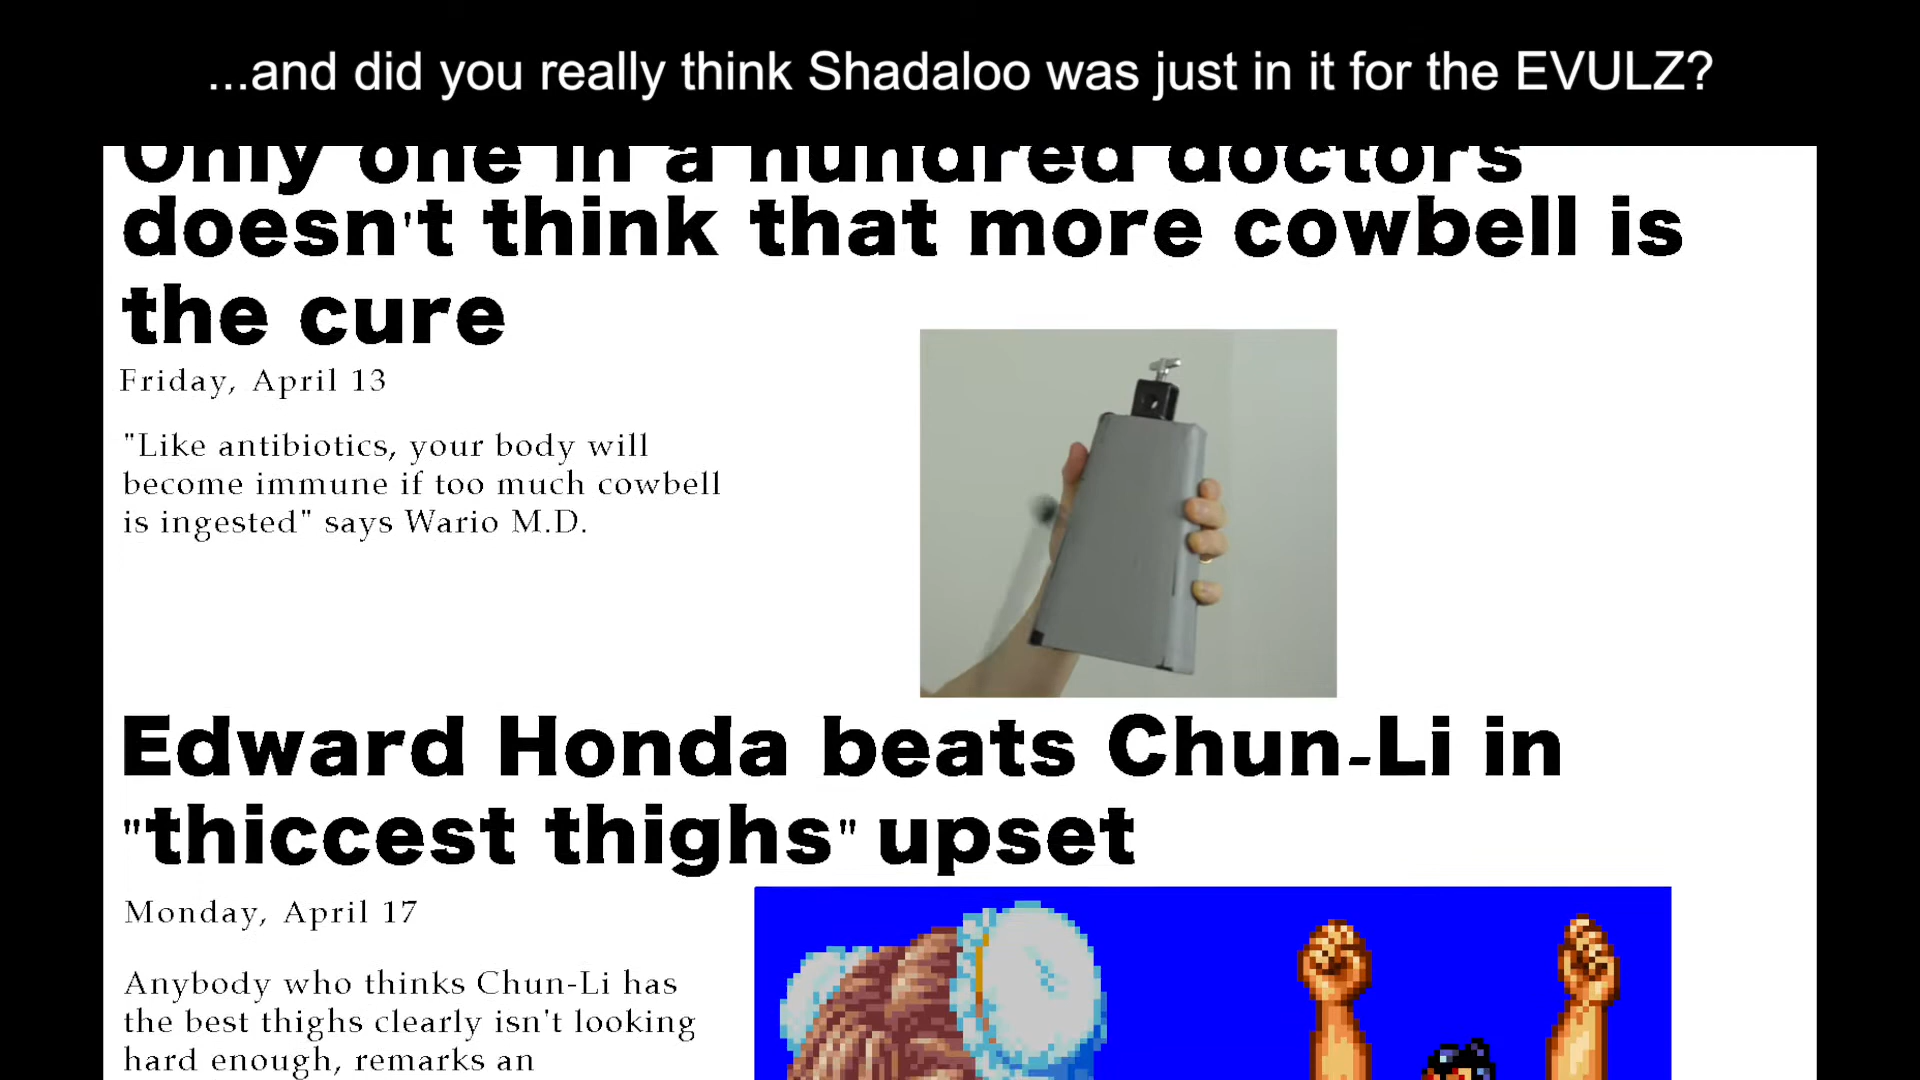 ...and did you really think Shadaloo was just in it for the EVULZ?
Only one in a hundred doctors
doesn't think that more cowbell is
the cure
Friday, April 13
"Like antibiotics, your body will
become immune if too much cowbell
is ingested" says Wario M.D.
Edward Honda beats Chun-Li in
"thiccest thighs" upset
Monday, April 17
Anybody who thinks Chun-Li has
the best thighs clearly isn't looking
hard enough, remarks an